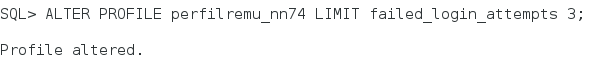 SQL> ALTER PROFILE perfilremu_nn74 LIMIT failed_login_attempts 3;
Profile altered.